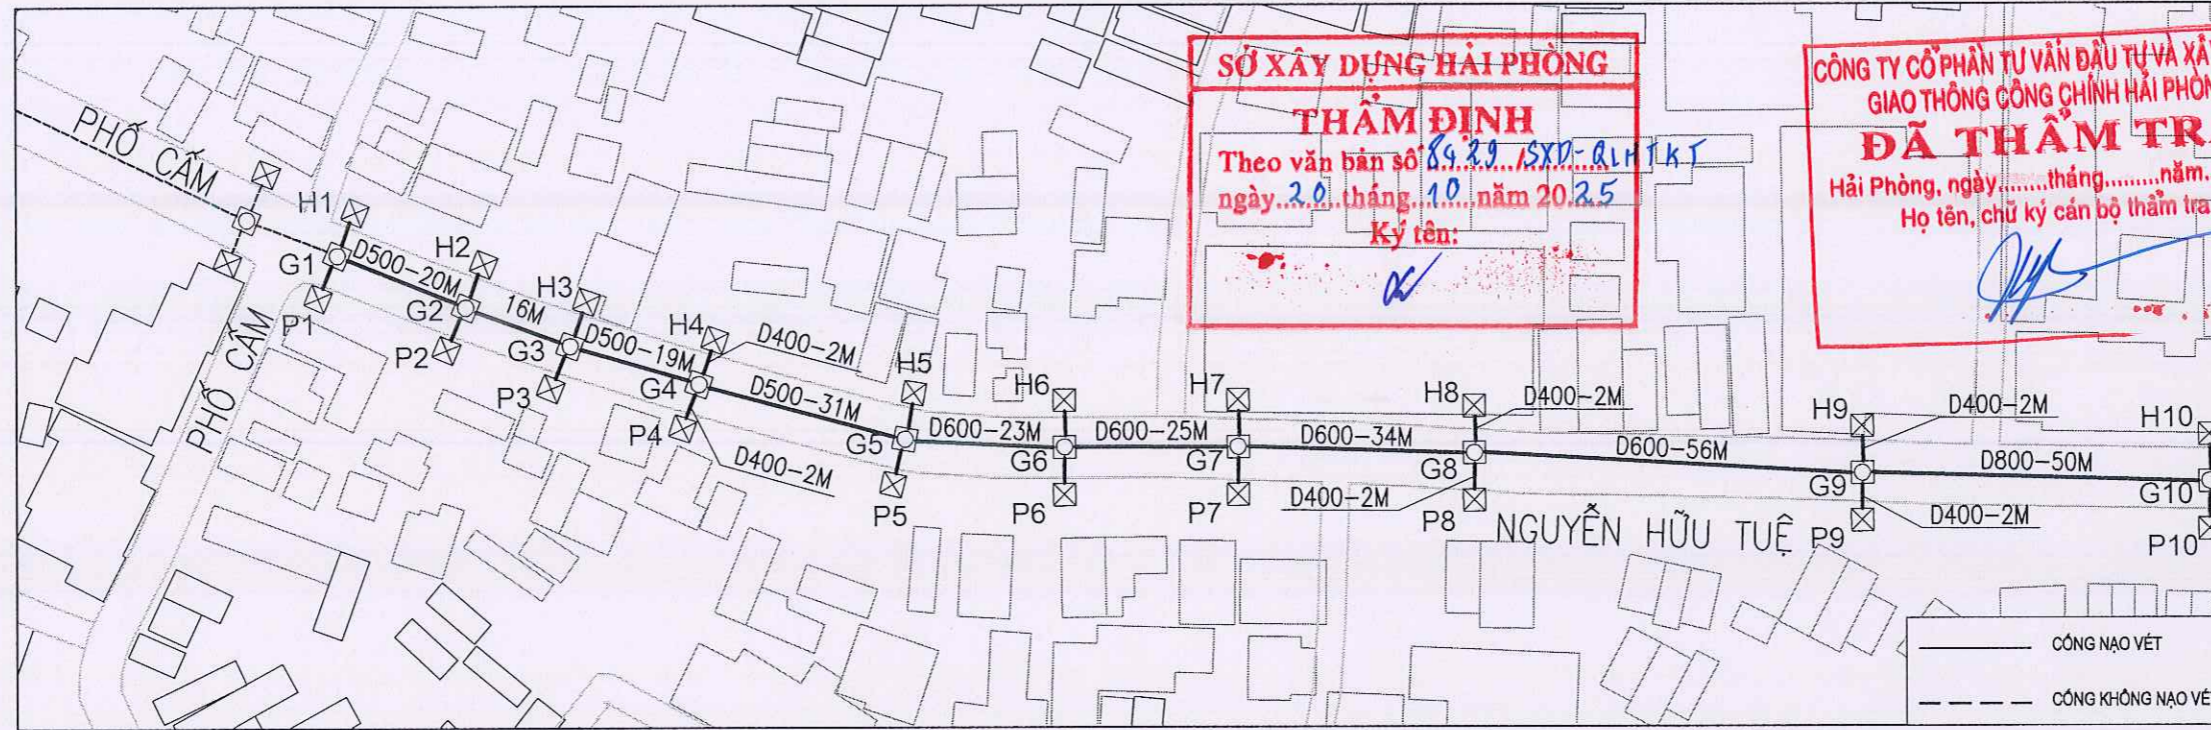 SỞ XÂY DỰNG HẢI PHÒNG
THẨM ĐỊNH
Theo văn bản số 8429 /SXD-QLHTKT
ngày..20..tháng..10..năm 20.25
Ký tên:
CÔNG TY CỔ PHẦN TƯ VẤN ĐẦU TƯ VÀ XÂY
GIAO THÔNG CÔNG CHÍNH HẢI PHÒN
ĐÃ THẨM TR
Hải Phòng, ngày........tháng.........năm.
Họ tên, chữ ký cán bộ thẩm tra
PHỐ CẤM
PHỐ CẤM
H1
G1
P1
D500-20M
H2
G2
P2
16M
H3
G3
P3
D500-19M
H4
D400-2M
G4
P4
D400-2M
D500-31M
H5
G5
P5
D600-23M
H6
G6
P6
D600-25M
H7
G7
P7
D600-34M
H8
D400-2M
G8
D400-2M
P8
D600-56M
NGUYỄN HỮU TUỆ
H9
D400-2M
G9
D400-2M
P9
D800-50M
H10
G10
P10
CỐNG NẠO VÉT
CỐNG KHÔNG NẠO VÉ